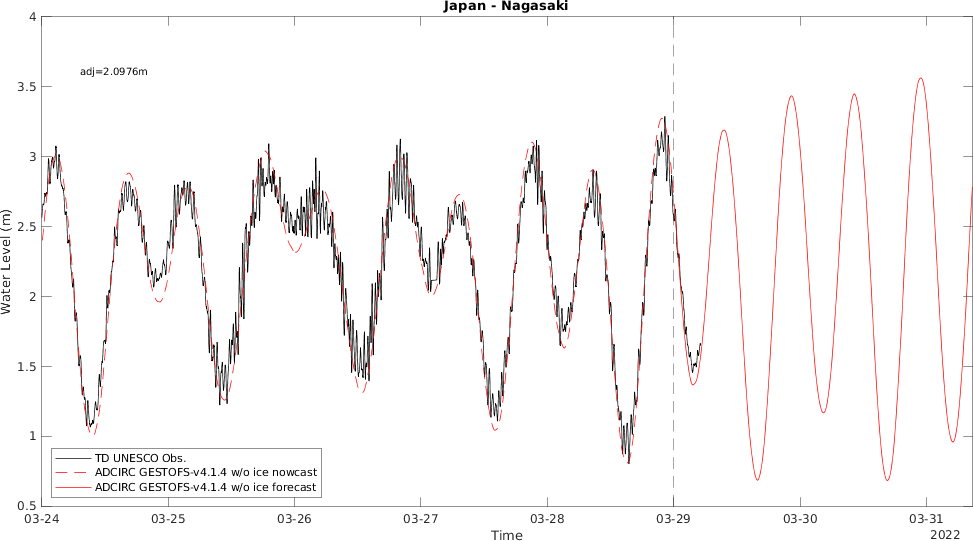 Japan - Nagasaki
4
adj=2.0976m
3.5
3
2.5
Water Level (m)
2
1.5
1
TD UNESCO Obs.
ADCIRC GESTOFS-v4.1.4 w/o ice nowcast
ADCIRC GESTOFS-v4.1.4 w/o ice forecast
0.5
03-24 03-25 03-26 03-27 03-28 03-29 03-30 03-31
Time
2022